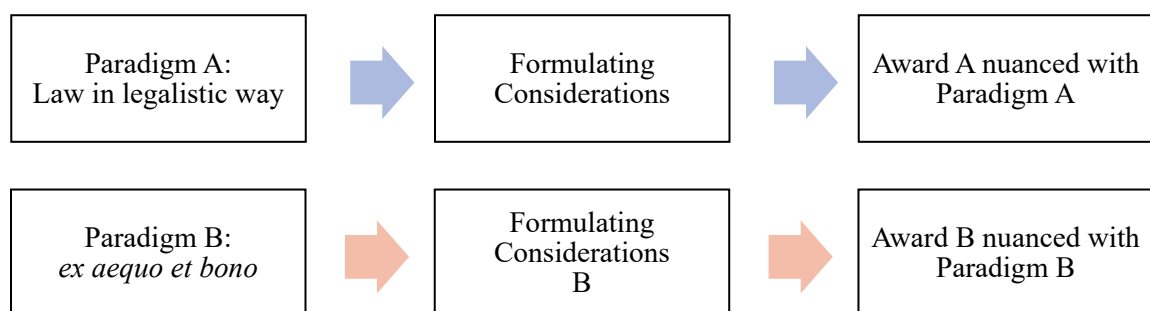 Paradigm A:
Law in legalistic way
Formulating
Considerations
Award A nuanced with
Paradigm A
Paradigm B:
ex aequo et bono
Formulating
Considerations
B
Award B nuanced with
Paradigm B